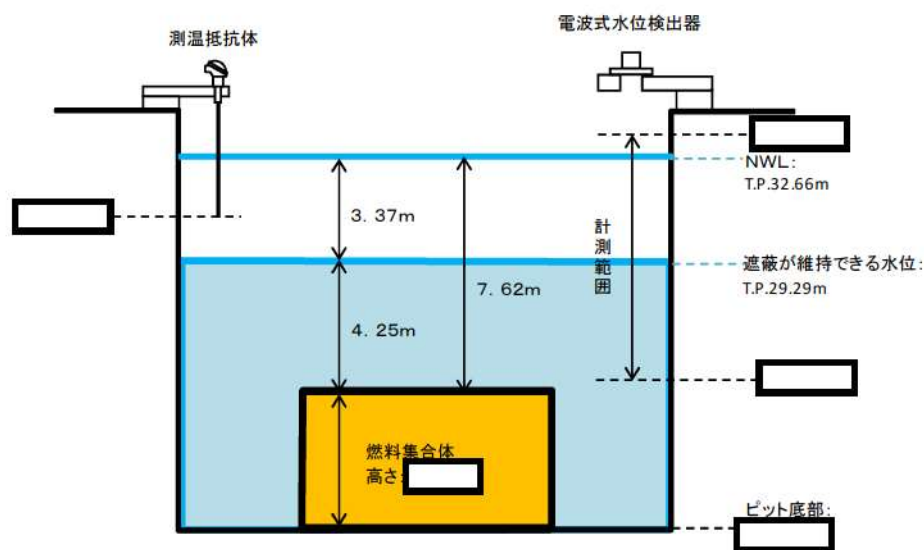 測温抵抗体
電波式水位検出器
NWL:
T.P.32.66m
3.37m
計測範囲
遮蔽が維持できる水位:
T.P.29.29m
7.62m
4.25m
燃料集合体
高さ:
ピット底部: